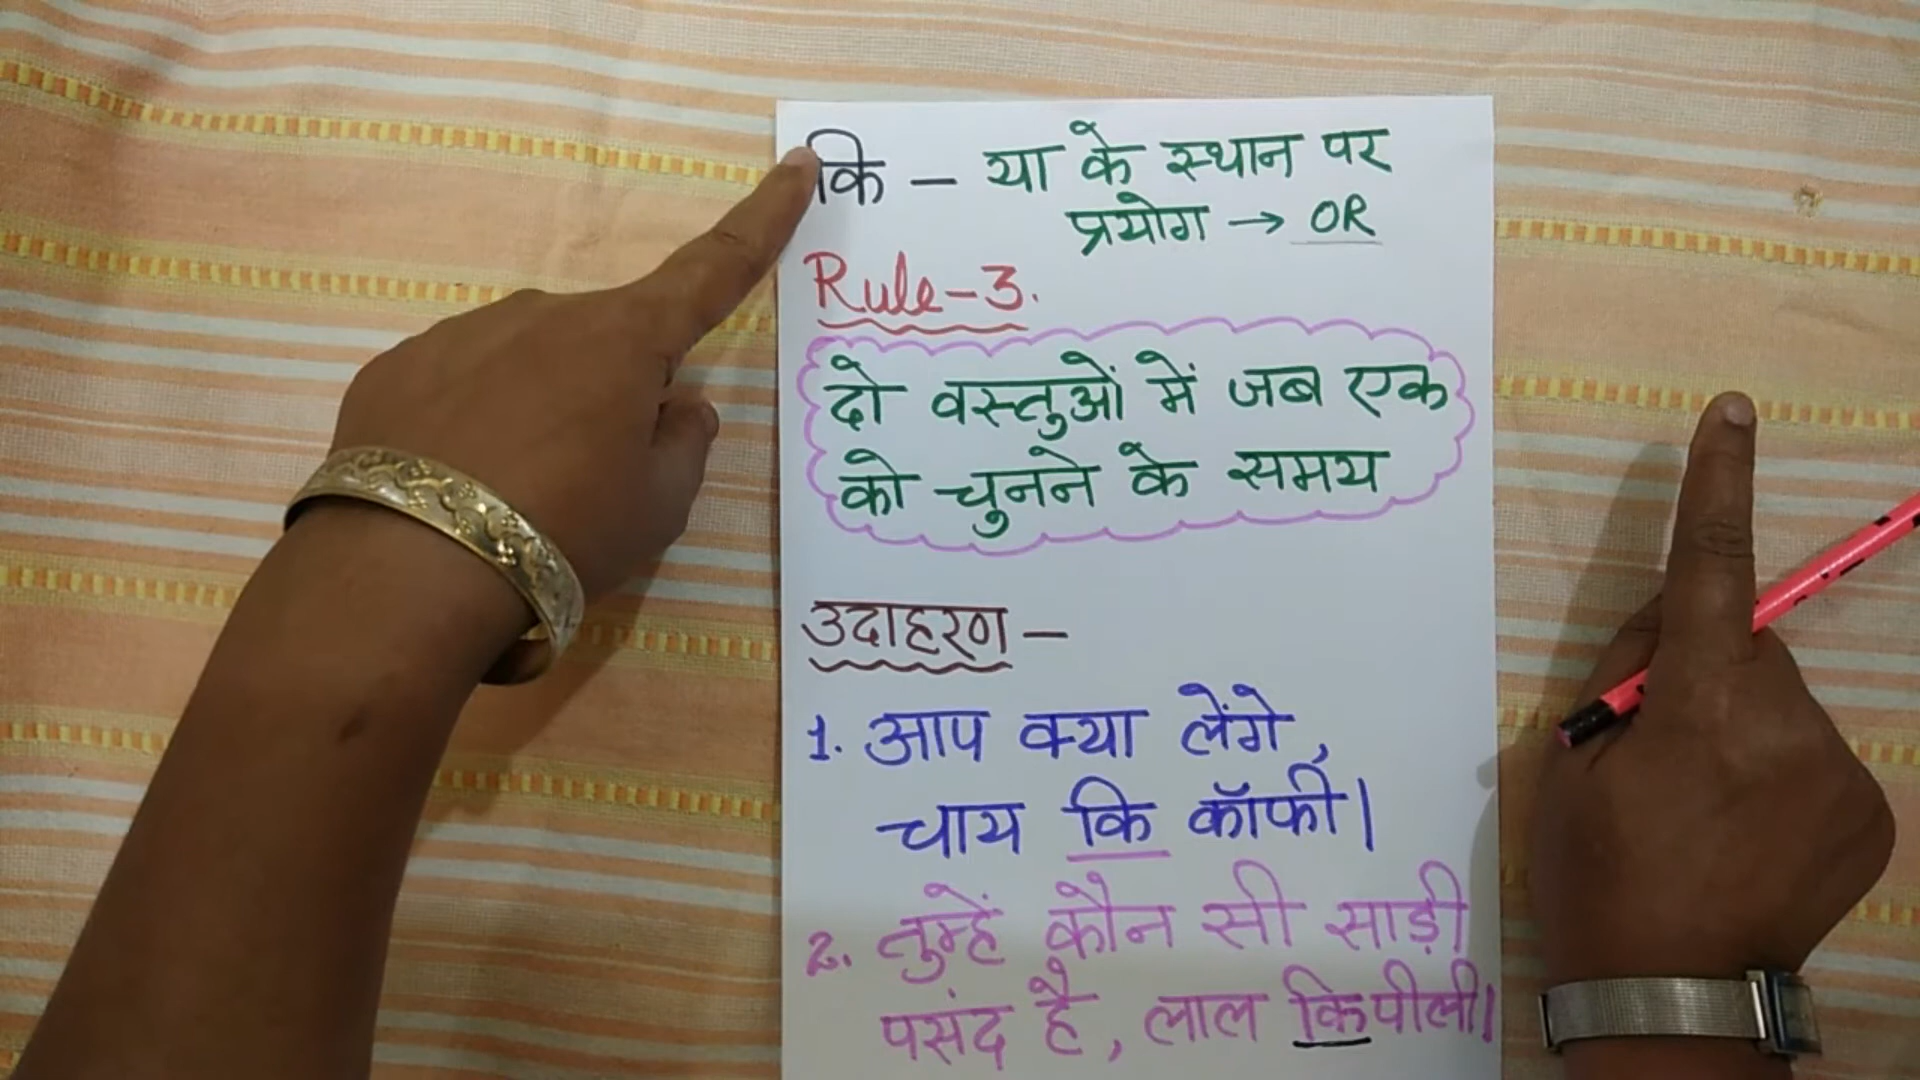 कि – या के स्थान पर
प्रयोग → OR
Rule-3.
दो वस्तुओं में जब एक
को चुनने के समय
उदाहरण –
1. आप क्या लेंगे,
चाय कि कॉफी।
2. तुम्हें कौन सी साड़ी
पसंद है, लाल कि पीली।